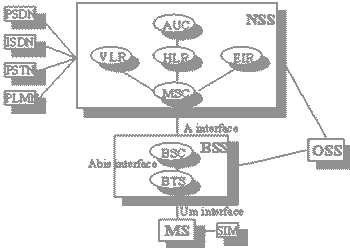 PSDN
ISDN
PSTN
PLMN
NSS
AUC
VLR
HLR
EIR
MSC
A interface
BSS
Abis interface
BSC
BTS
OSS
Um interface
MS
SIM